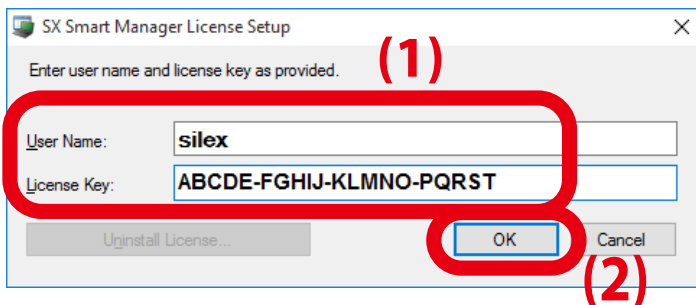 SX Smart Manager License Setup
(1)
Enter user name and license key as provided.
User Name: silex
License Key: ABCDE-FGHIJ-KLMNO-PQRST
Uninstall License... OK Cancel
(2)